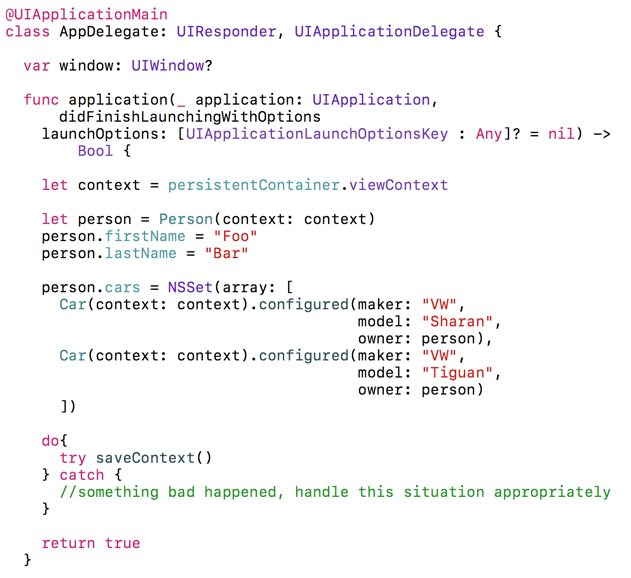 @UIApplicationMain
class AppDelegate: UIResponder, UIApplicationDelegate {
var window: UIWindow?
func application(_ application: UIApplication,
didFinishLaunchingWithOptions
launchOptions: [UIApplicationLaunchOptionsKey : Any]? = nil) ->
Bool {
let context = persistentContainer.viewContext
let person = Person(context: context)
person.firstName = "Foo"
person.lastName = "Bar"
person.cars = NSSet(array: [
Car(context: context).configured(maker: "VW",
model: "Sharan",
owner: person),
Car(context: context).configured(maker: "VW",
model: "Tiguan",
owner: person)
])
do{
try saveContext()
} catch {
//something bad happened, handle this situation appropriately
}
return true
}